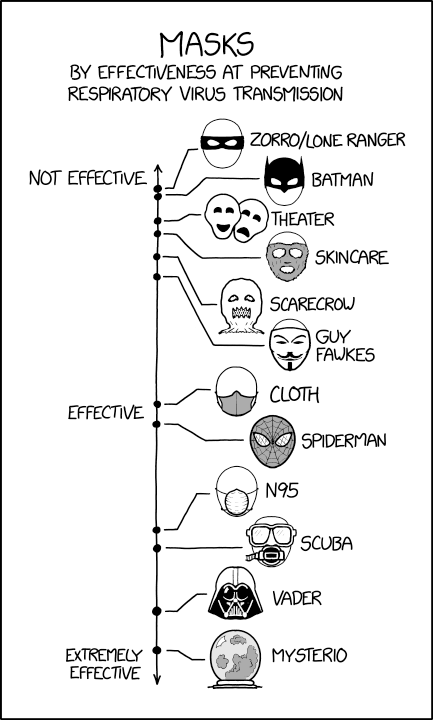 MASKS
BY EFFECTIVENESS AT PREVENTING
RESPIRATORY VIRUS TRANSMISSION
ZORRO/LONE RANGER
NOT EFFECTIVE
BATMAN
THEATER
SKINCARE
SCARECROW
GUY
FAWKES
CLOTH
EFFECTIVE
SPIDERMAN
N95
SCUBA
VADER
EXTREMELY
EFFECTIVE
MYSTERIO